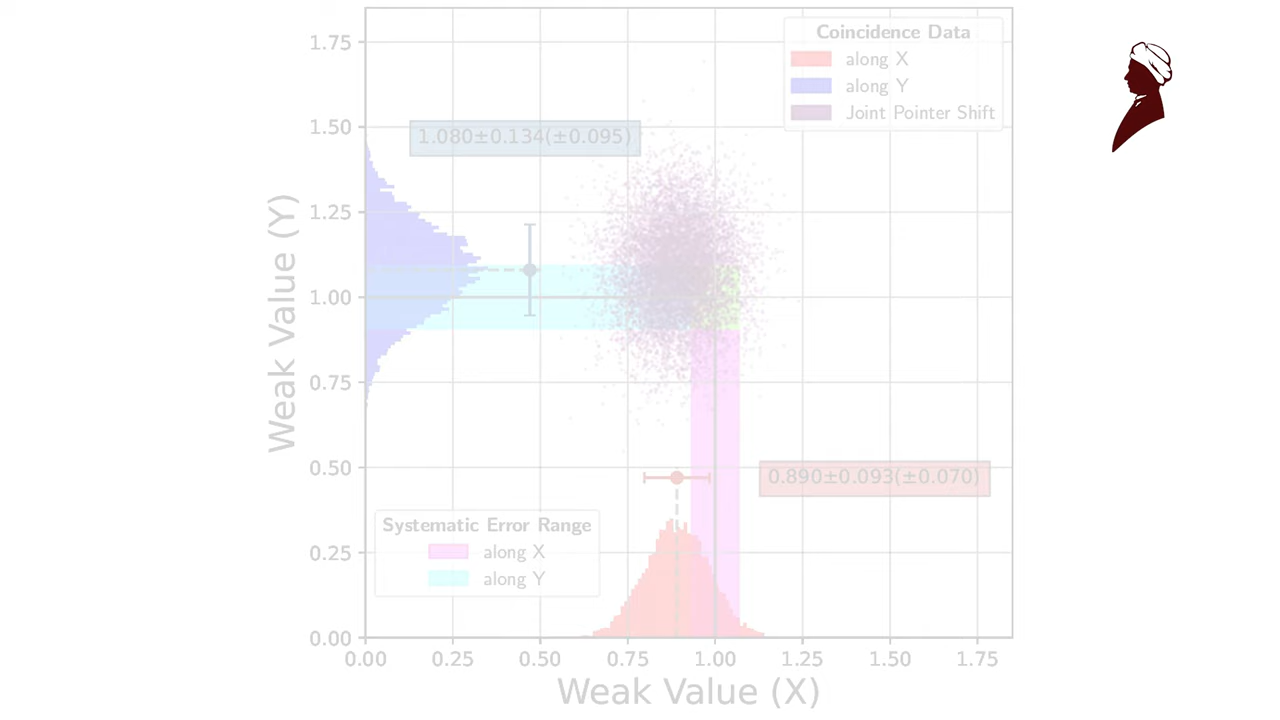 Coincidence Data
along X
along Y
Joint Pointer Shift
1.080±0.134(±0.095)
0.890±0.093(±0.070)
Systematic Error Range
along X
along Y
Weak Value (Y)
1.75
1.50
1.25
1.00
0.75
0.50
0.25
0.00
0.00 0.25 0.50 0.75 1.00 1.25 1.50 1.75
Weak Value (X)